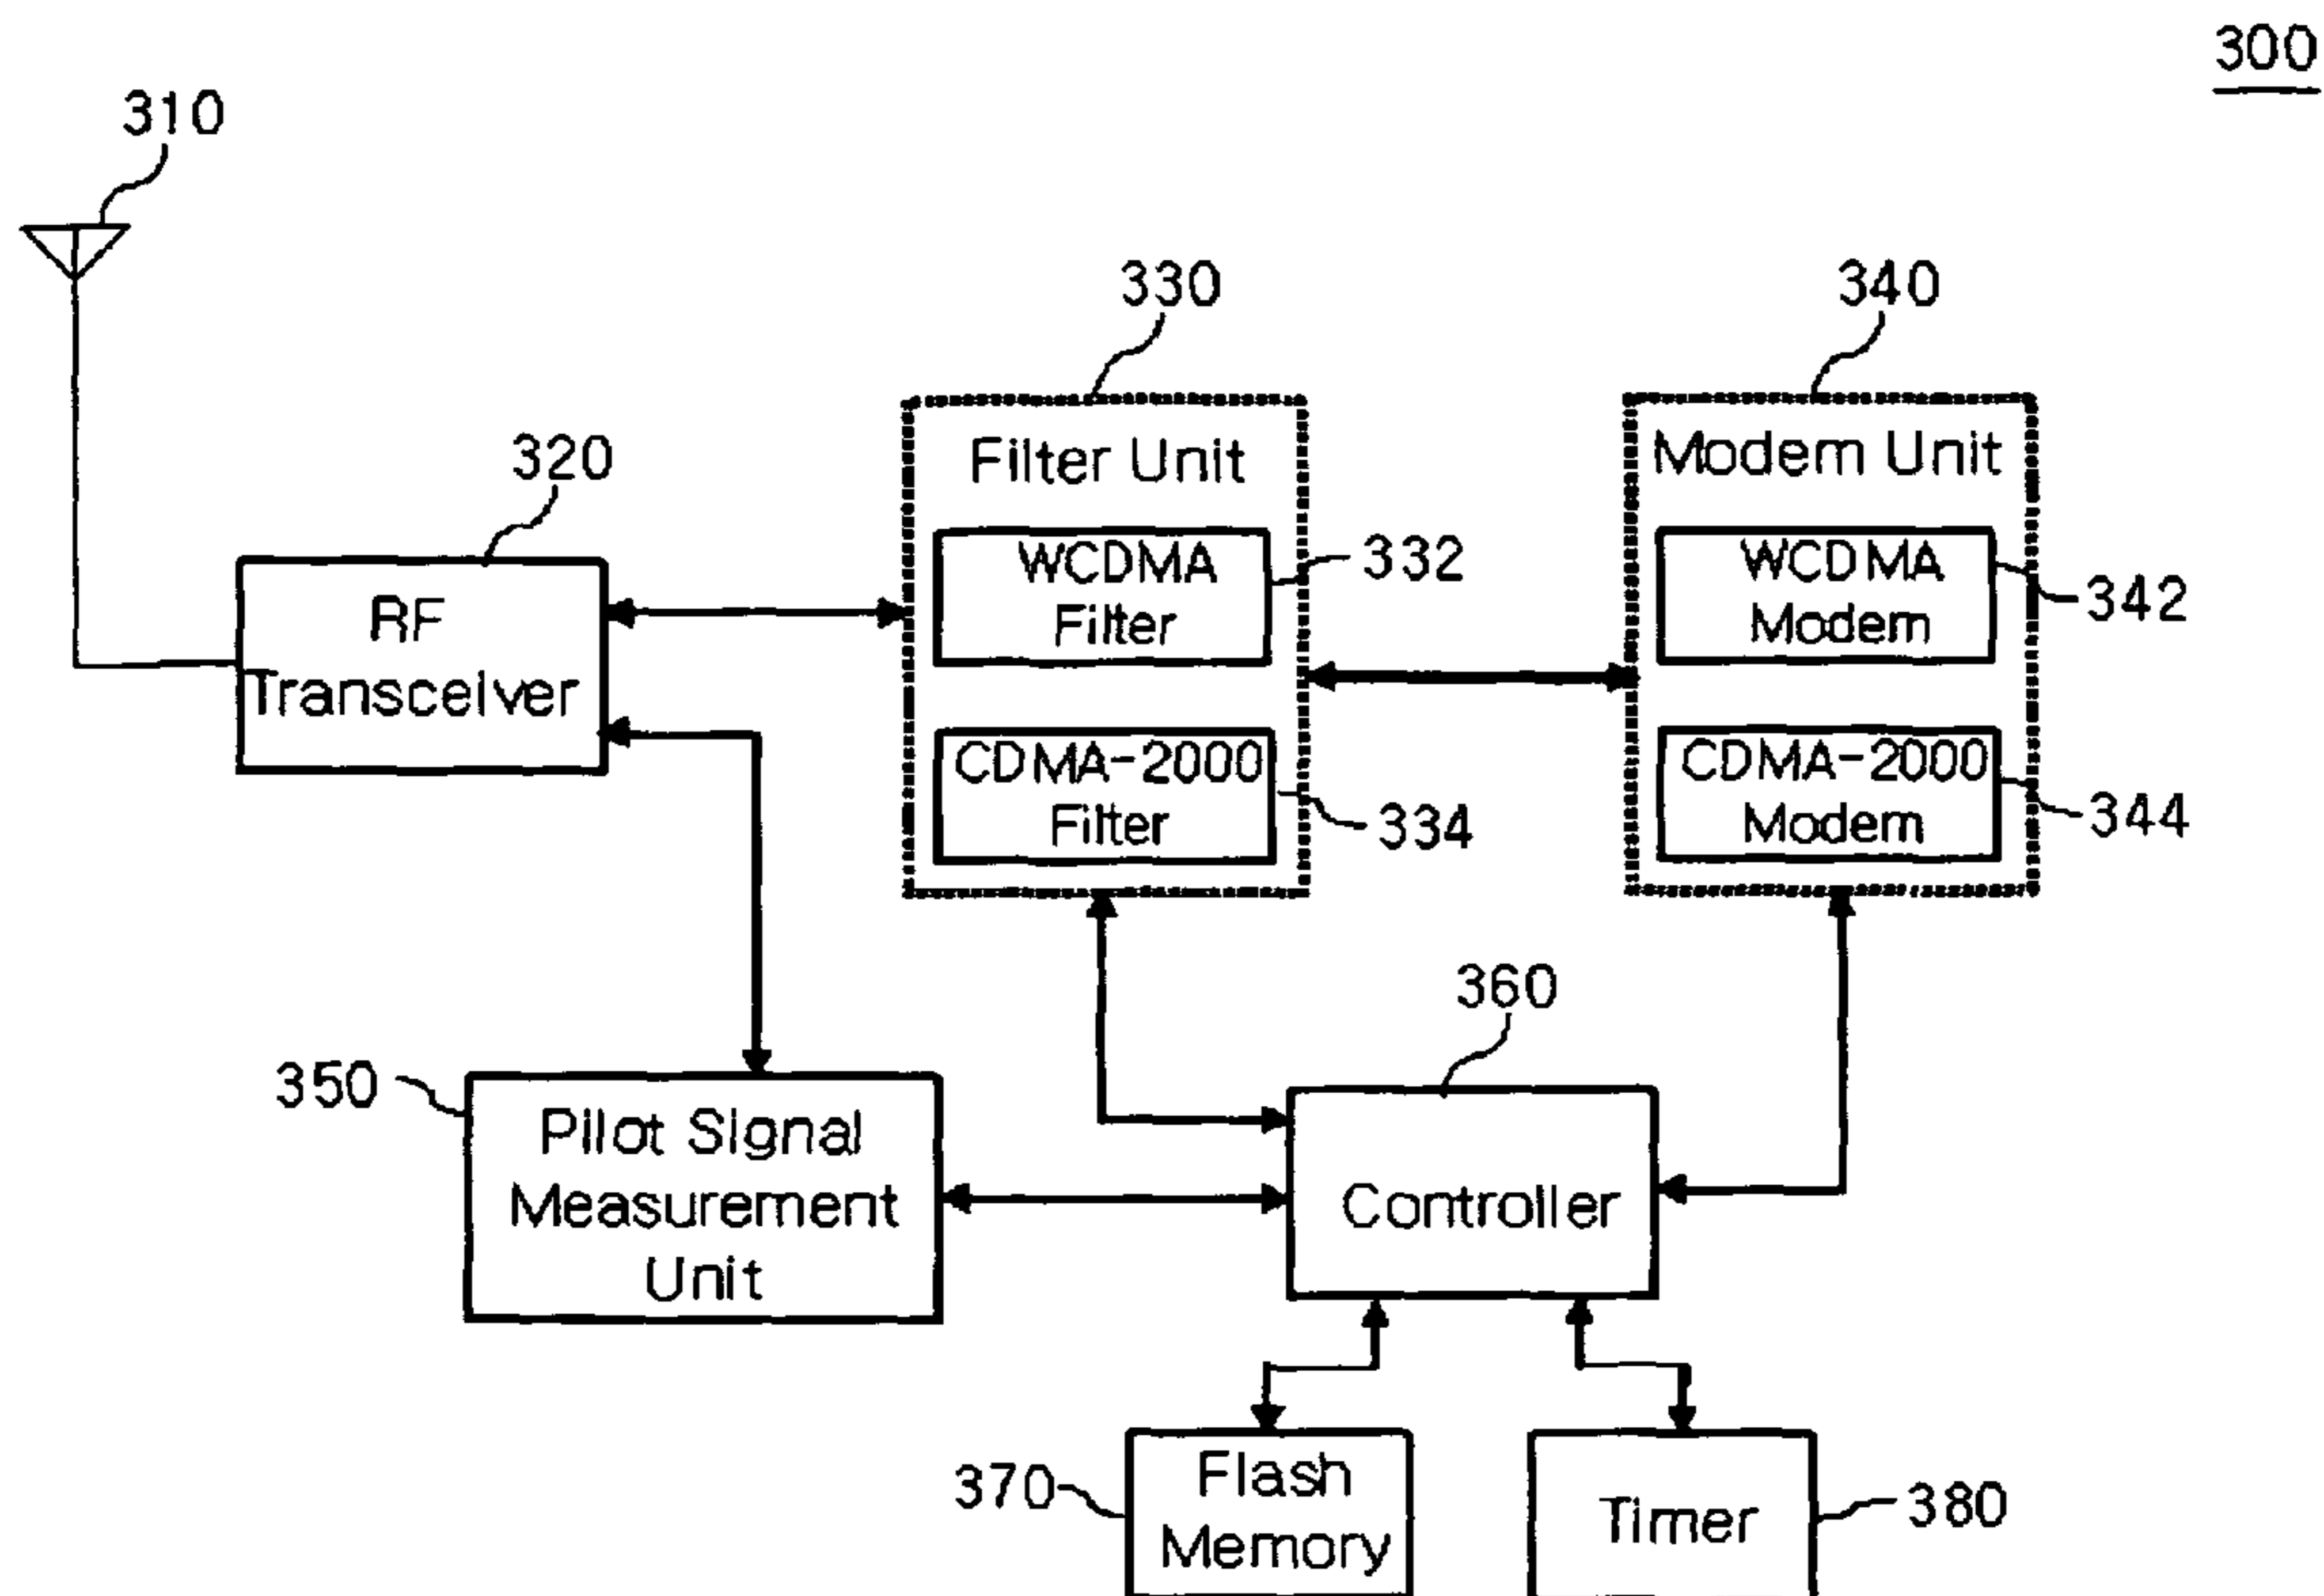 300
310
330
340
320
Filter Unit
Modem Unit
WCDMA
Filter
332
WCDMA
Modem
342
RF
Transceiver
CDMA-2000
Filter
334
CDMA-2000
Modem
344
360
350
Pilot Signal
Measurement
Unit
Controller
370
Flash
Memory
Timer
380